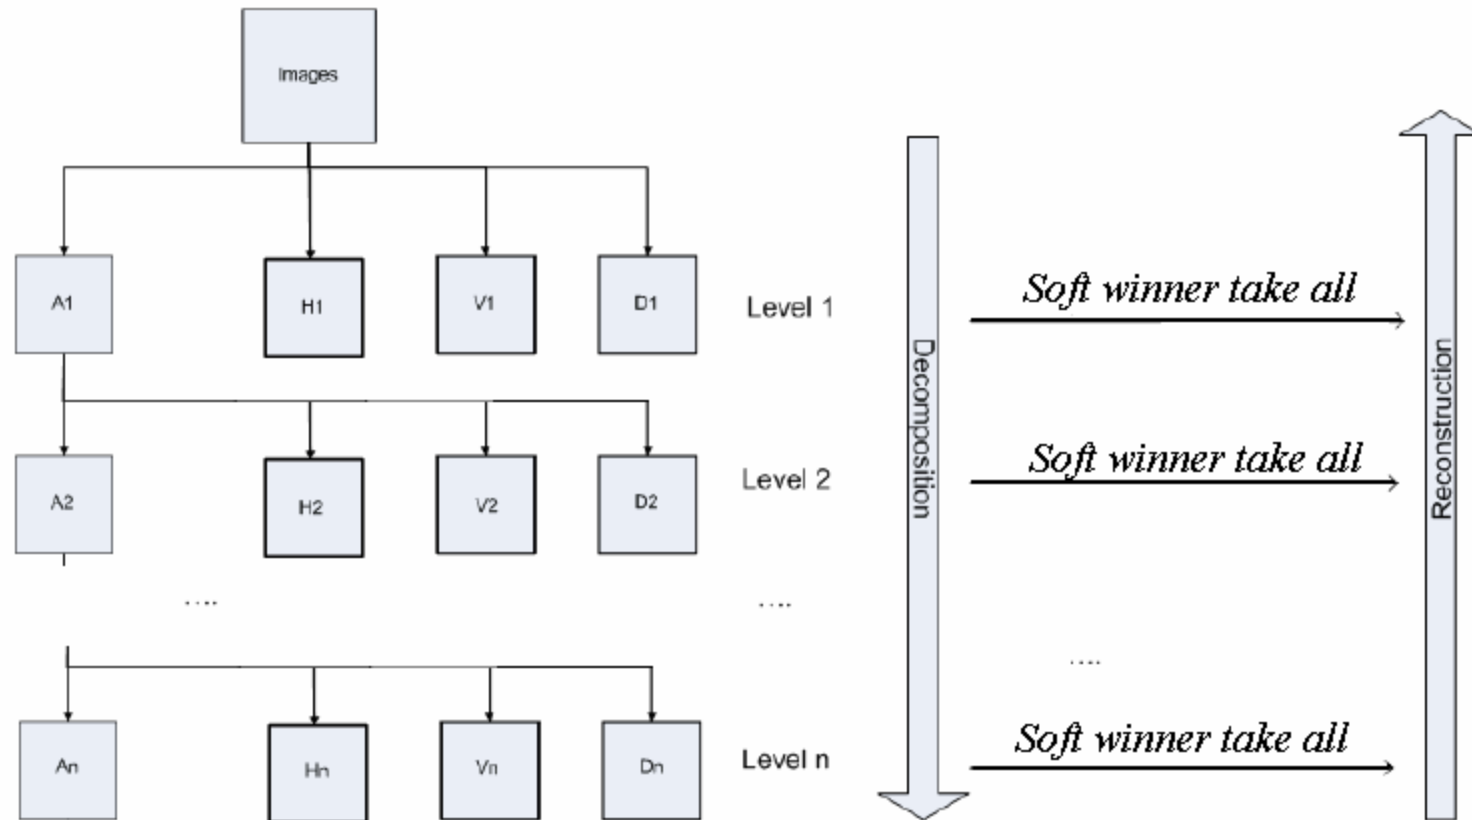 Images
A1
H1
V1
D1
Level 1
Soft winner take all
A2
H2
V2
D2
Level 2
Soft winner take all
....
....
....
An
Hn
Vn
Dn
Level n
Soft winner take all
Decomposition
Reconstruction